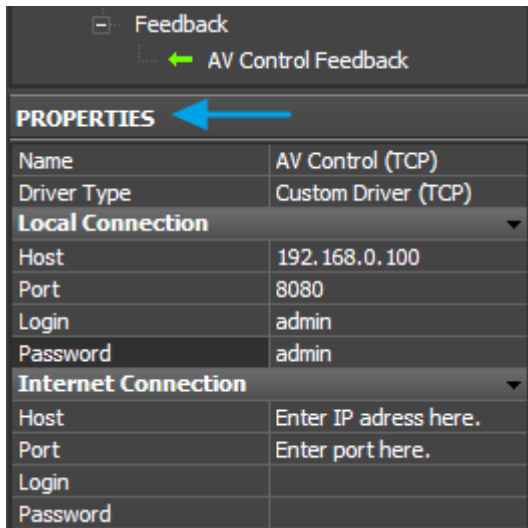 Feedback
AV Control Feedback
PROPERTIES
Name AV Control (TCP)
Driver Type Custom Driver (TCP)
Local Connection
Host 192.168.0.100
Port 8080
Login admin
Password admin
Internet Connection
Host Enter IP adress here.
Port Enter port here.
Login
Password